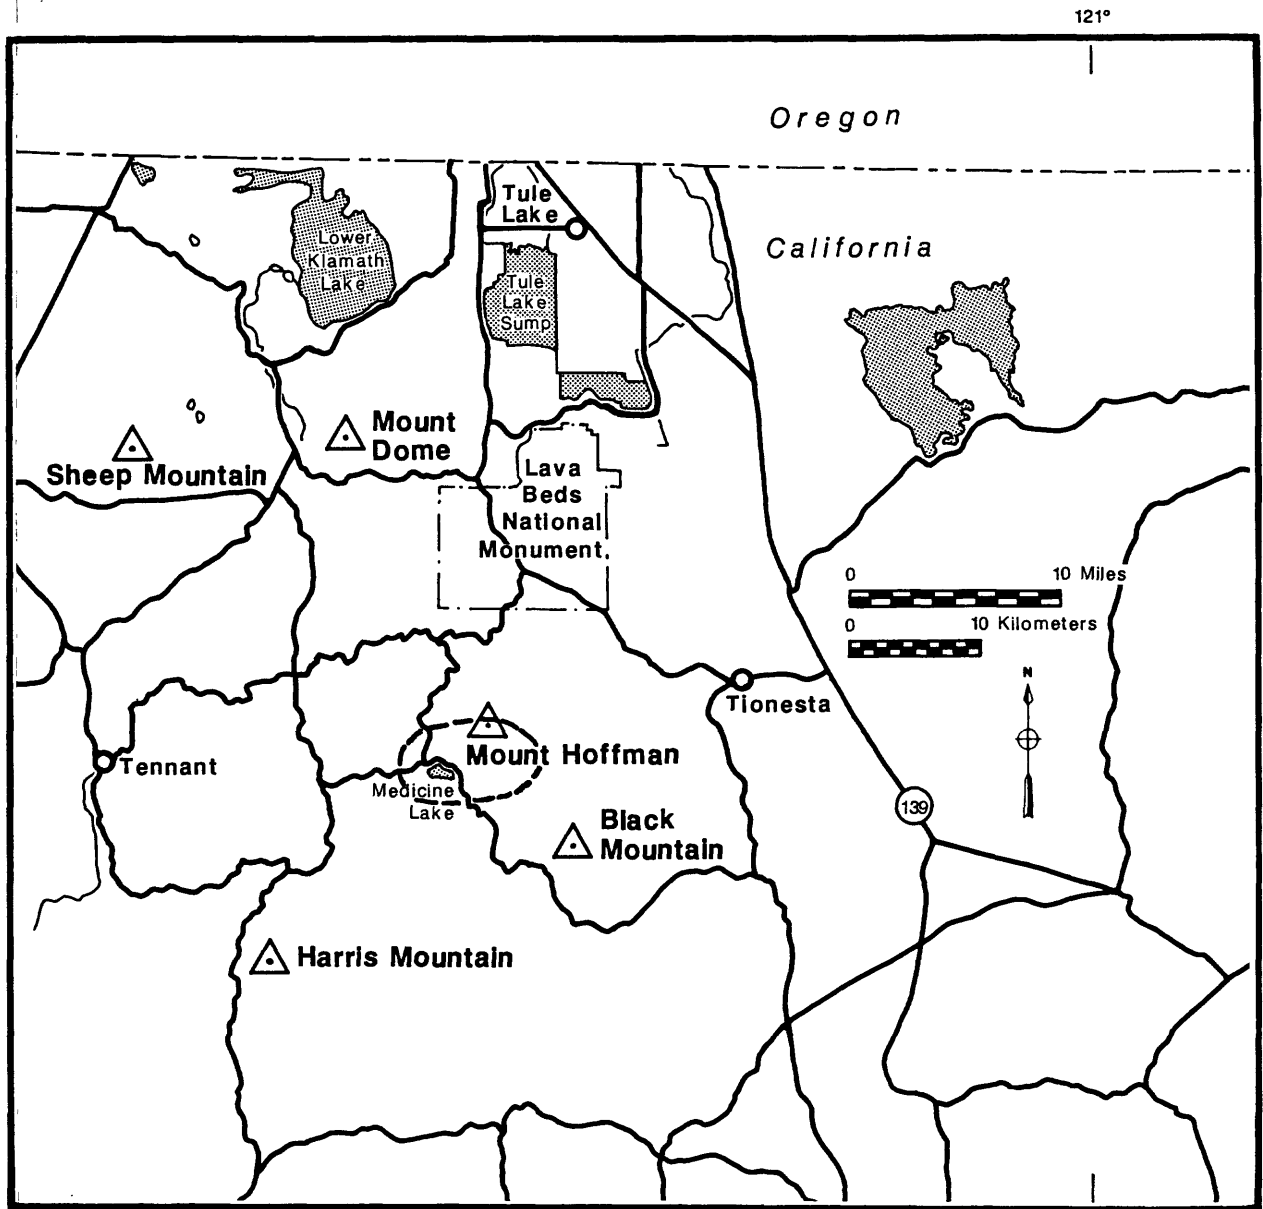 121°
Oregon
Tule
Lake
California
Lower
Klamath
Lake
Tule
Lake
Sump
Mount
Dome
Sheep Mountain
Lava
Beds
National
Monument
0
10 Miles
0
10 Kilometers
N
Tionesta
Mount Hoffman
Tennant
Medicine
Lake
139
Black
Mountain
Harris Mountain